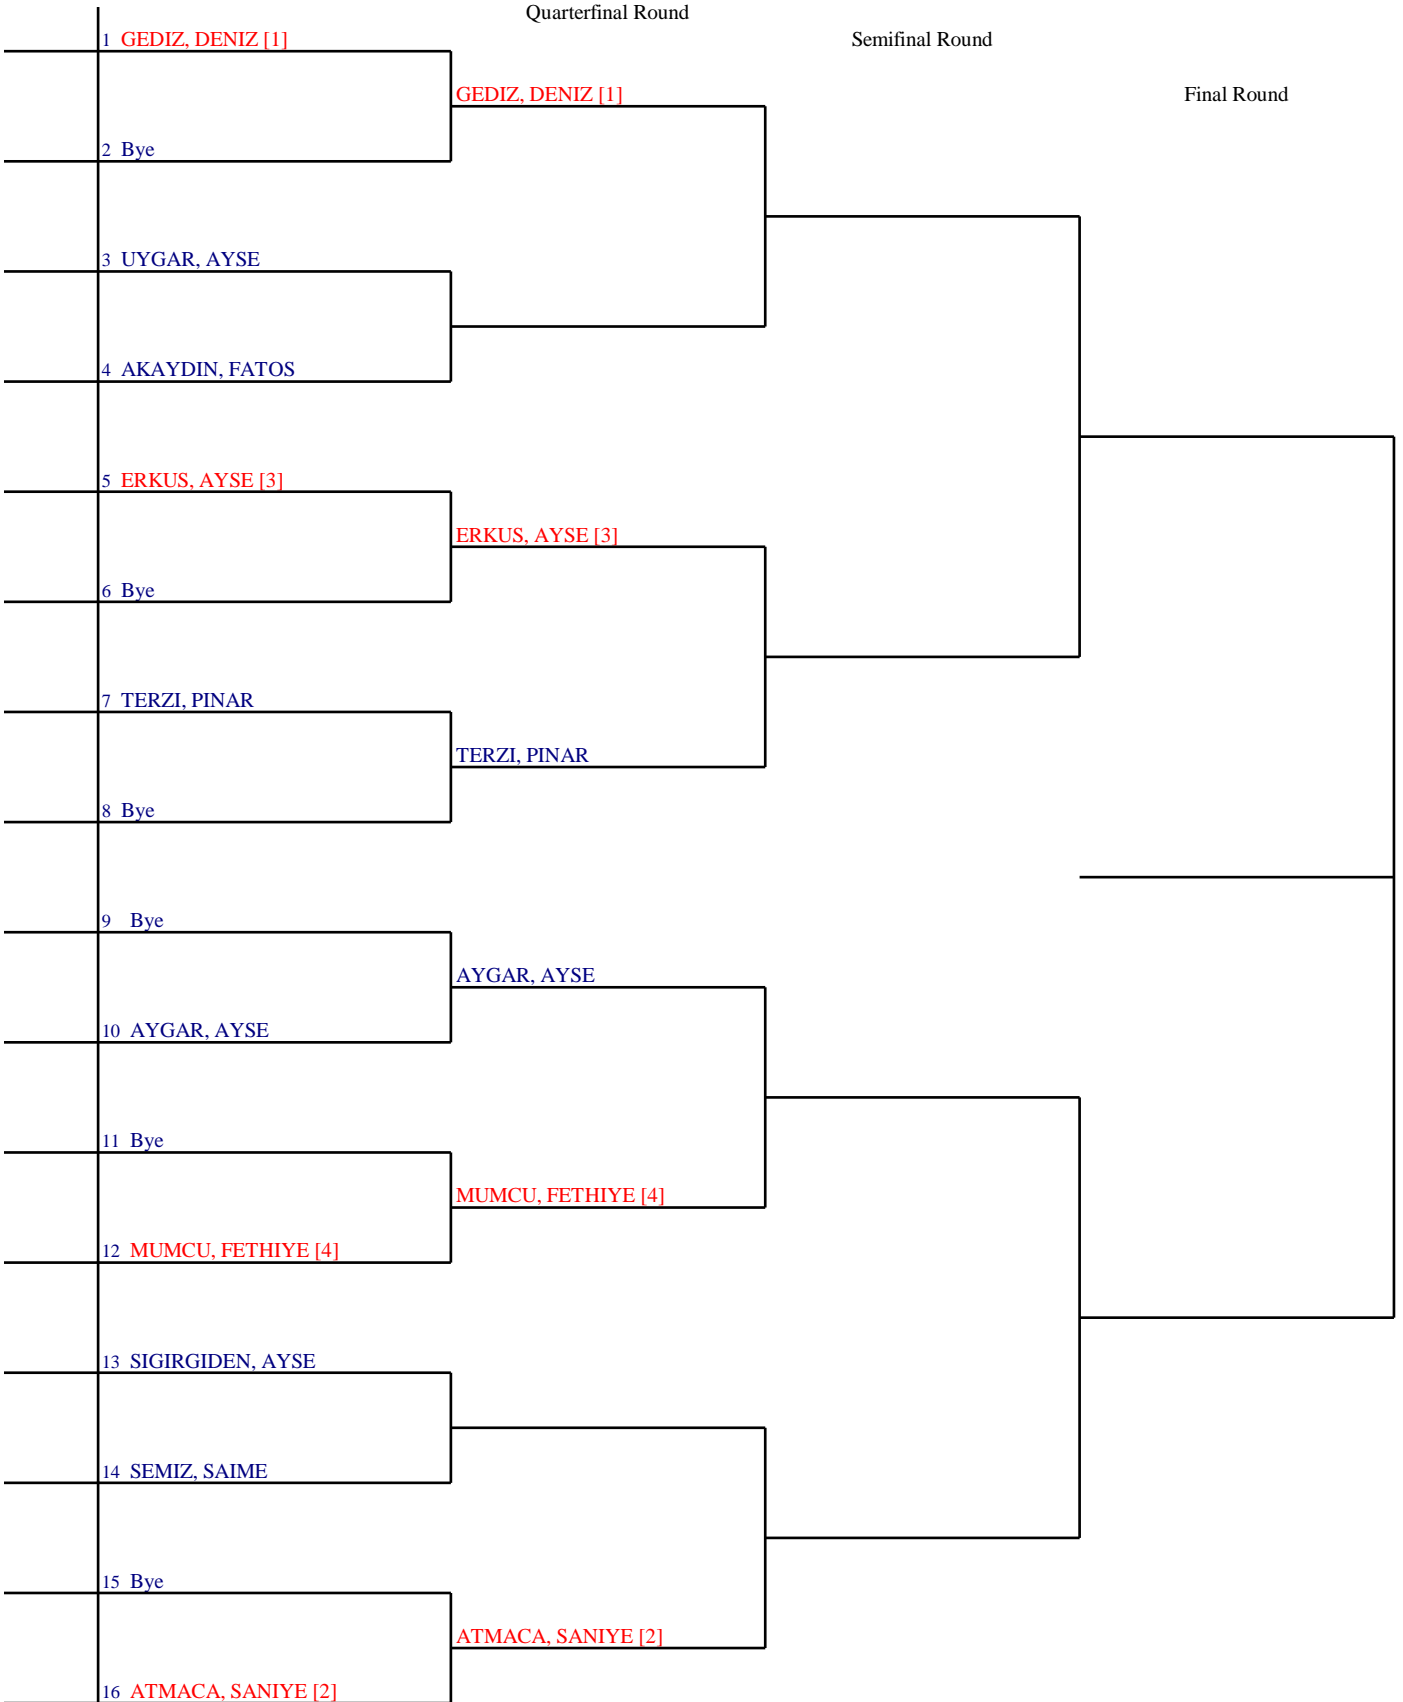 Quarterfinal Round
Semifinal Round
Final Round
1 GEDIZ, DENIZ [1]
GEDIZ, DENIZ [1]
2 Bye
3 UYGAR, AYSE
4 AKAYDIN, FATOS
5 ERKUS, AYSE [3]
ERKUS, AYSE [3]
6 Bye
7 TERZI, PINAR
TERZI, PINAR
8 Bye
9 Bye
AYGAR, AYSE
10 AYGAR, AYSE
11 Bye
MUMCU, FETHIYE [4]
12 MUMCU, FETHIYE [4]
13 SIGIRGIDEN, AYSE
14 SEMIZ, SAIME
15 Bye
ATMACA, SANIYE [2]
16 ATMACA, SANIYE [2]